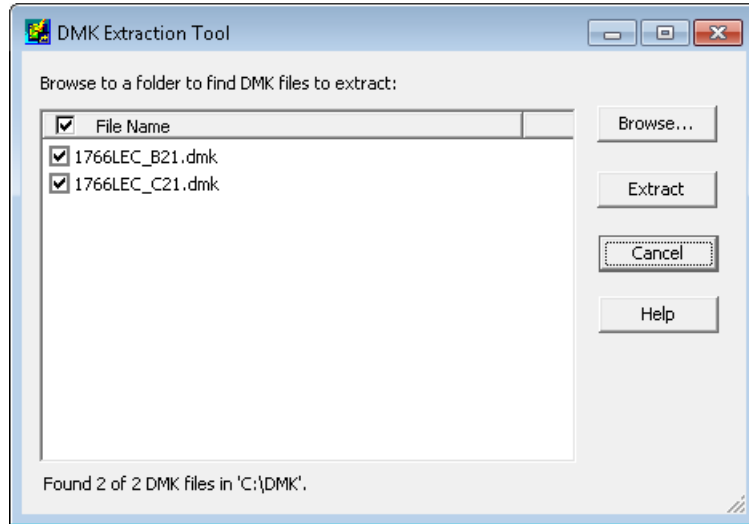 DMK Extraction Tool
Browse to a folder to find DMK files to extract:
File Name
Browse...
1766LEC_B21.dmk
1766LEC_C21.dmk
Extract
Cancel
Help
Found 2 of 2 DMK files in 'C:\DMK'.